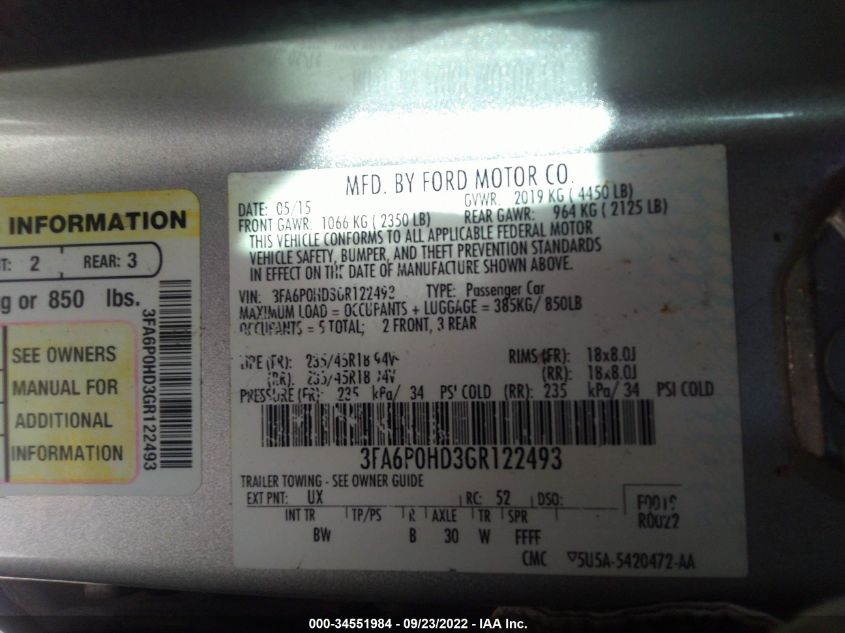 INFORMATION
2 REAR: 3
g or 850 lbs.
SEE OWNERS
MANUAL FOR
ADDITIONAL
INFORMATION
3FA6P0HD3GR122493
MFD. BY FORD MOTOR CO.
DATE: 05/15 GVWR: 2019 KG ( 4450 LB)
FRONT GAWR: 1066 KG ( 2350 LB) REAR GAWR: 964 KG ( 2125 LB)
THIS VEHICLE CONFORMS TO ALL APPLICABLE FEDERAL MOTOR
VEHICLE SAFETY, BUMPER, AND THEFT PREVENTION STANDARDS
IN EFFECT ON THE DATE OF MANUFACTURE SHOWN ABOVE.
VIN: 3FA6P0HD3GR122493 TYPE: Passenger Car
MAXIMUM LOAD = OCCUPANTS + LUGGAGE = 385KG/ 850LB
OCCUPANTS = 5 TOTAL; 2 FRONT, 3 REAR
(FR): 235/45R18 RIMS (FR): 18x8.0J
(RR): 235/45R18 (RR): 18x8.0J
PRESSURE (FR): 235 kPa/ 34 PSI COLD (RR): 235 kPa/ 34 PSI COLD
3FA6P0HD3GR122493
TRAILER TOWING - SEE OWNER GUIDE
EXT PNT: UX RC: 52 DSO:
INT TR TP/PS R AXLE TR SPR
BW B 30 W FFFF
R0022
CMC ▽5U5A-5420472-AA
000-34551984 - 09/23/2022 - IAA Inc.